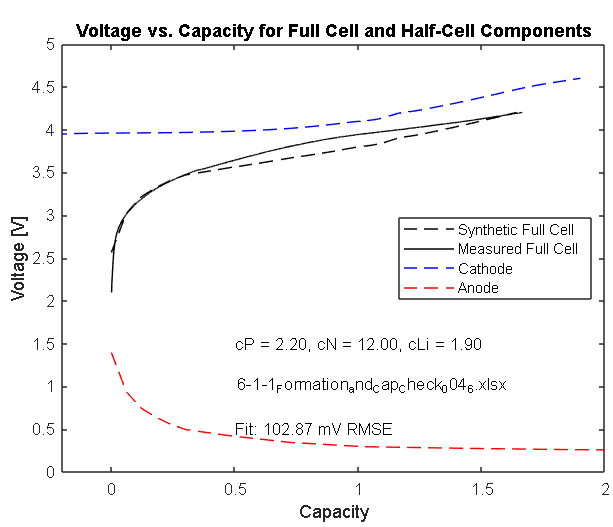 Voltage vs. Capacity for Full Cell and Half-Cell Components
5
4.5
4
3.5
3
2.5
2
1.5
1
0.5
0
Voltage [V]
Synthetic Full Cell
Measured Full Cell
Cathode
Anode
cP = 2.20, cN = 12.00, cLi = 1.90
6-1-1FormationandCapCheck0046.xlsx
Fit: 102.87 mV RMSE
0 0.5 1 1.5 2
Capacity